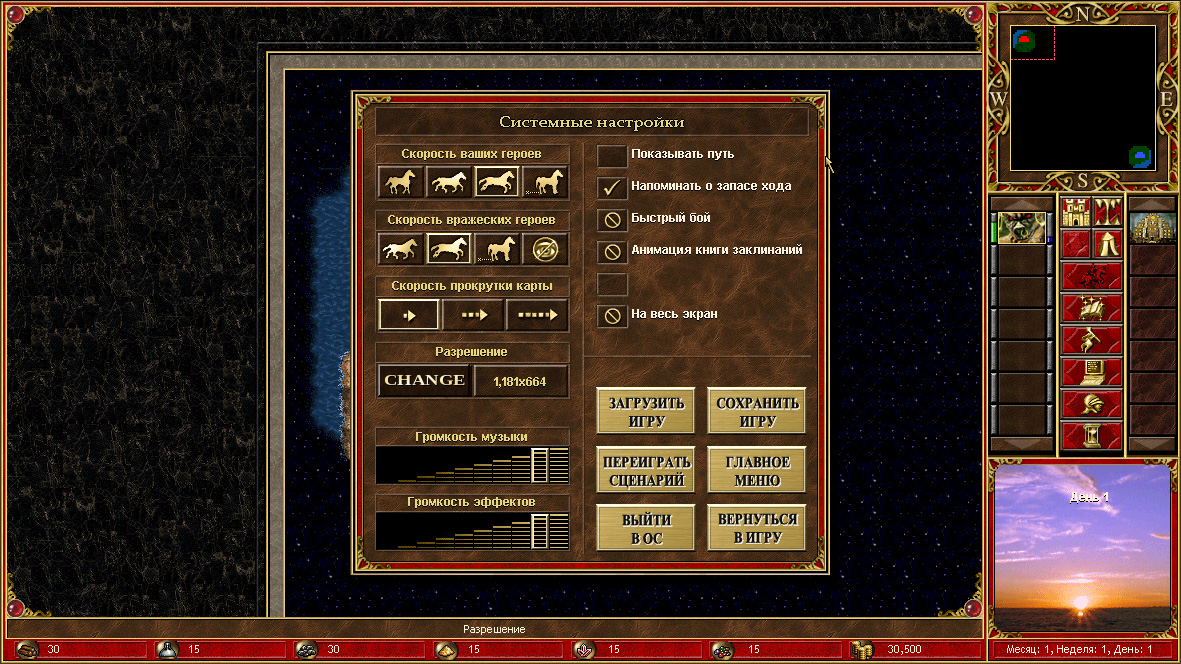 N
W
E
S
Системные настройки
Скорость ваших героев
Скорость вражеских героев
Скорость прокрутки карты
Разрешение
CHANGE
1,181x664
Громкость музыки
Громкость эффектов
Показывать путь
Напоминать о запасе хода
Быстрый бой
Анимация книги заклинаний
На весь экран
ЗАГРУЗИТЬ
ИГРУ
СОХРАНИТЬ
ИГРУ
ПЕРЕИГРАТЬ
СЦЕНАРИЙ
ГЛАВНОЕ
МЕНЮ
ВЫЙТИ
В ОС
ВЕРНУТЬСЯ
В ИГРУ
День 1
Разрешение
30
15
30
15
15
15
30,500
Месяц: 1, Неделя: 1, День: 1